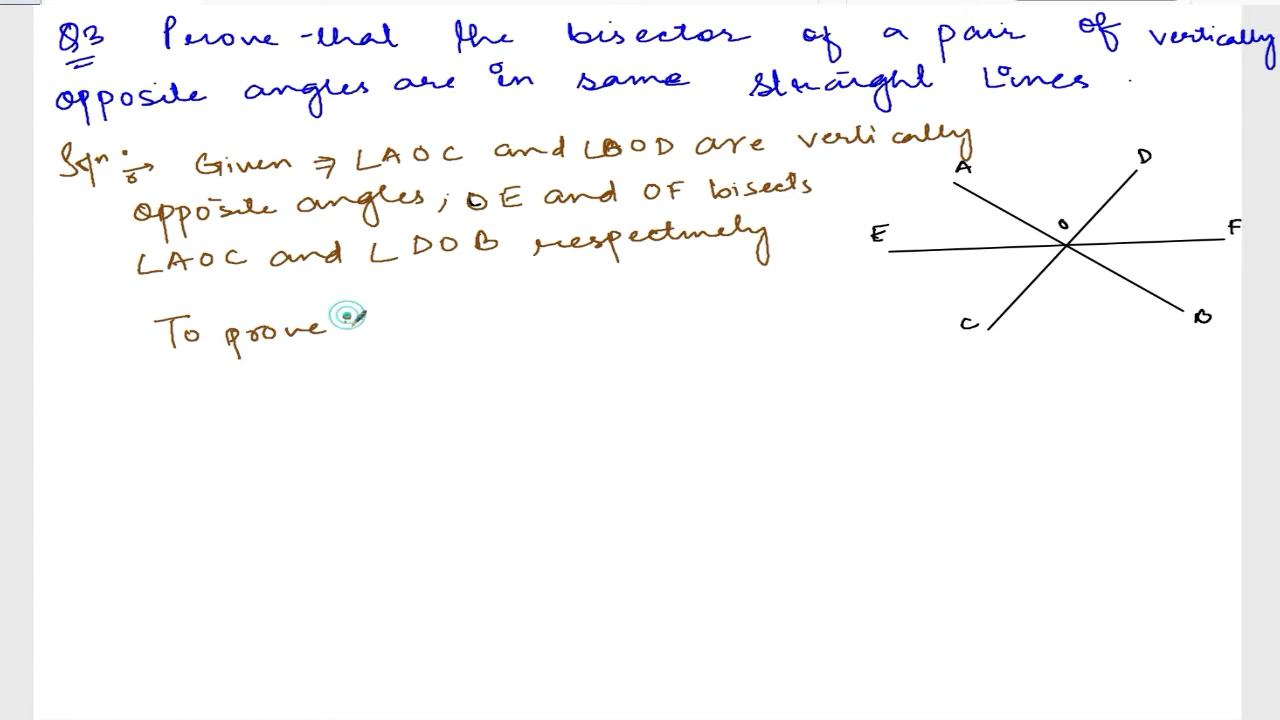 Q3 Prove that the bisector of a pair of vertically
opposite angles are in same straight Lines.
Soln :→ Given ⇒ ∠AOC and ∠BOD are vertically
opposite angles; OE and OF bisects
∠AOC and ∠DOB respectively
To prove
A
D
O
E
F
C
B